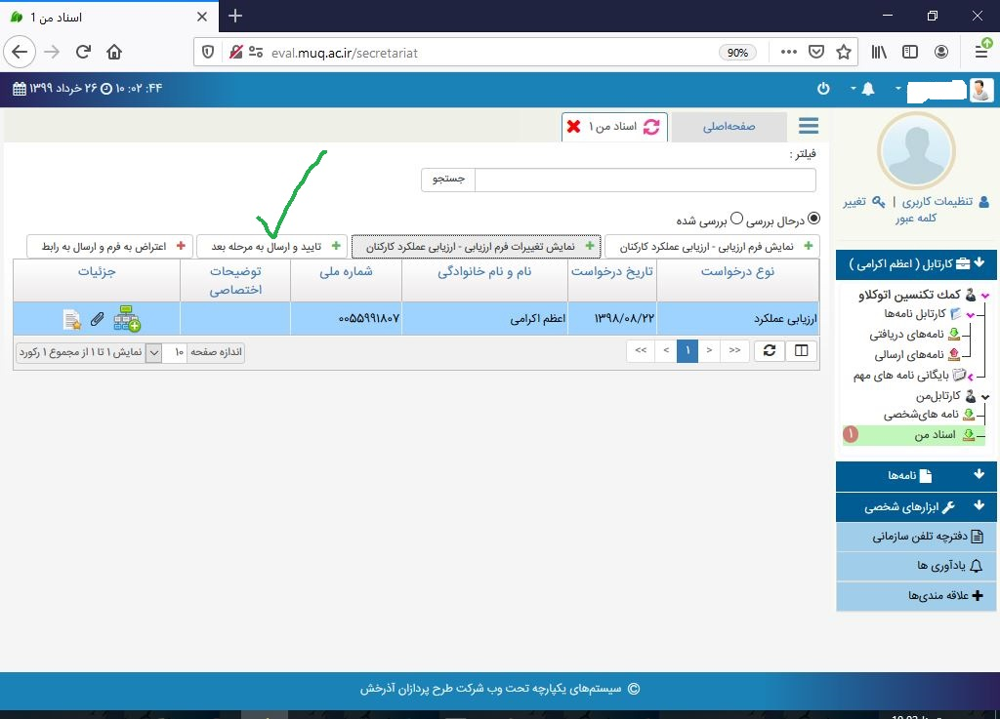 اسناد من 1
eval.muq.ac.ir/secretariat
90%
۲۶ خرداد ۱۳۹۹ ۱۰:۰۲:۴۴
صفحه‌اصلی
اسناد من ۱
تنظیمات کاربری | تغییر
کلمه عبور
فیلتر :
جستجو
درحال بررسی بررسی شده
نمایش فرم ارزیابی - ارزیابی عملکرد کارکنان
نمایش تغییرات فرم ارزیابی - ارزیابی عملکرد کارکنان
تایید و ارسال به مرحله بعد
اعتراض به فرم و ارسال به رابط
نوع درخواست تاریخ درخواست نام و نام خانوادگی شماره ملی توضیحات اختصاصی جزئیات
ارزیابی عملکرد ۱۳۹۸/۰۸/۲۲ اعظم اکرامی ۰۰۵۵۹۹۱۸۰۷
<< < ۱ > >>
اندازه صفحه ۱۰ نمایش ۱ تا ۱ از مجموع ۱ رکورد
کارتابل ( اعظم اکرامی )
کمک تکنسین اتوکلاو
کارتابل نامه‌ها
نامه‌های دریافتی
نامه‌های ارسالی
بایگانی نامه های مهم
کارتابل‌من
نامه های‌شخصی
اسناد من ۱
نامه‌ها
ابزارهای شخصی
دفترچه تلفن سازمانی
یادآوری ها
علاقه مندی‌ها
© سیستم‌های یکپارچه تحت وب شرکت طرح پردازان آذرخش